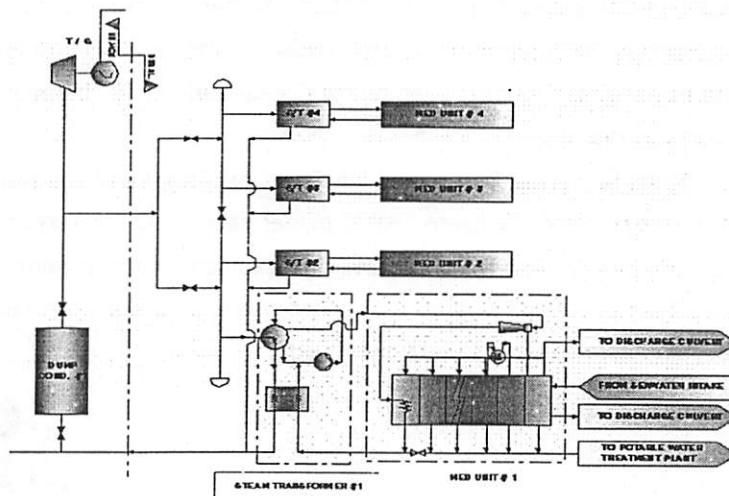 T / G
S/T #4
MED UNIT # 4
S/T #3
MED UNIT # 3
S/T #2
MED UNIT # 2
DUMP
COND.
TO DISCHARGE CULVERT
FROM SEAWATER INTAKE
TO DISCHARGE CULVERT
TO POTABLE WATER
TREATMENT PLANT
STEAM TRANSFORMER #1
MED UNIT # 1